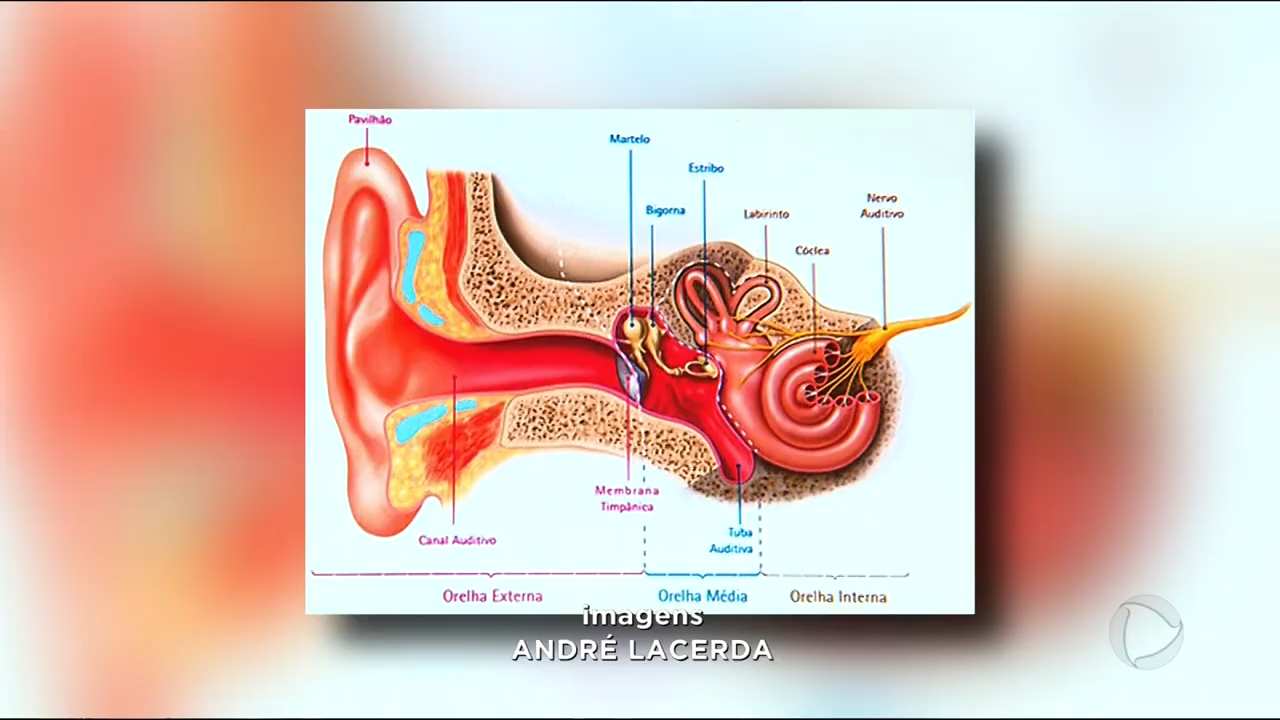 Pavilhão
Martelo
Estribo
Bigorna
Labirinto
Nervo
Auditivo
Cóclea
Membrana
Timpânica
Canal Auditivo
Tuba
Auditiva
Orelha Externa
Orelha Média
Orelha Interna
imagens
ANDRÉ LACERDA